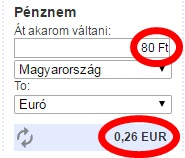 Pénznem
Át akarom váltani:
80 Ft
Magyarország
To:
Euró
0,26 EUR